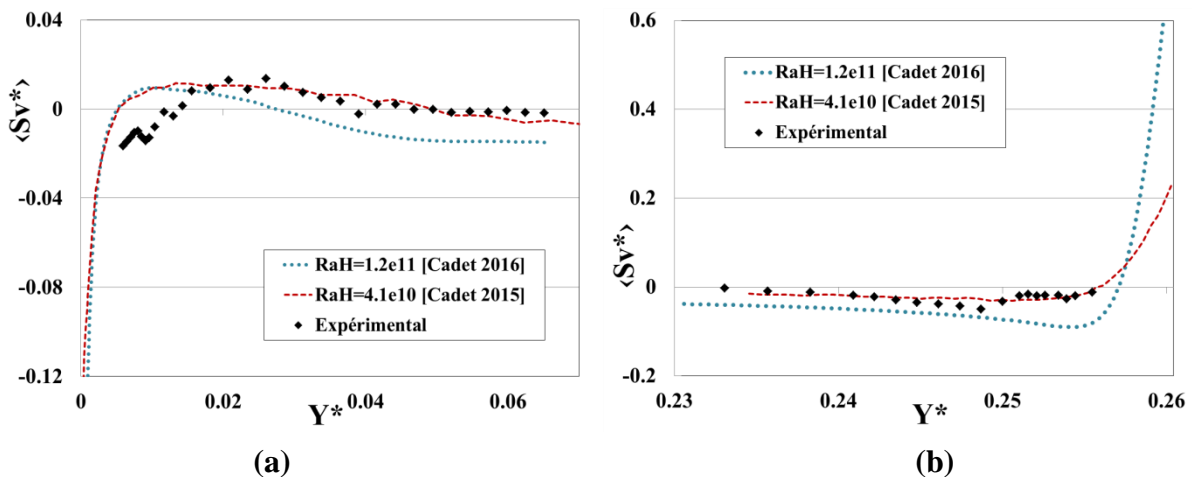 0.04
0
-0.04
-0.08
-0.12
⟨Sv*⟩
RaH=1.2e11 [Cadet 2016]
RaH=4.1e10 [Cadet 2015]
Expérimental
0
0.02
0.04
0.06
Y*
(a)
0.6
0.4
0.2
0
-0.2
⟨Sv*⟩
RaH=1.2e11 [Cadet 2016]
RaH=4.1e10 [Cadet 2015]
Expérimental
0.23
0.24
0.25
0.26
Y*
(b)